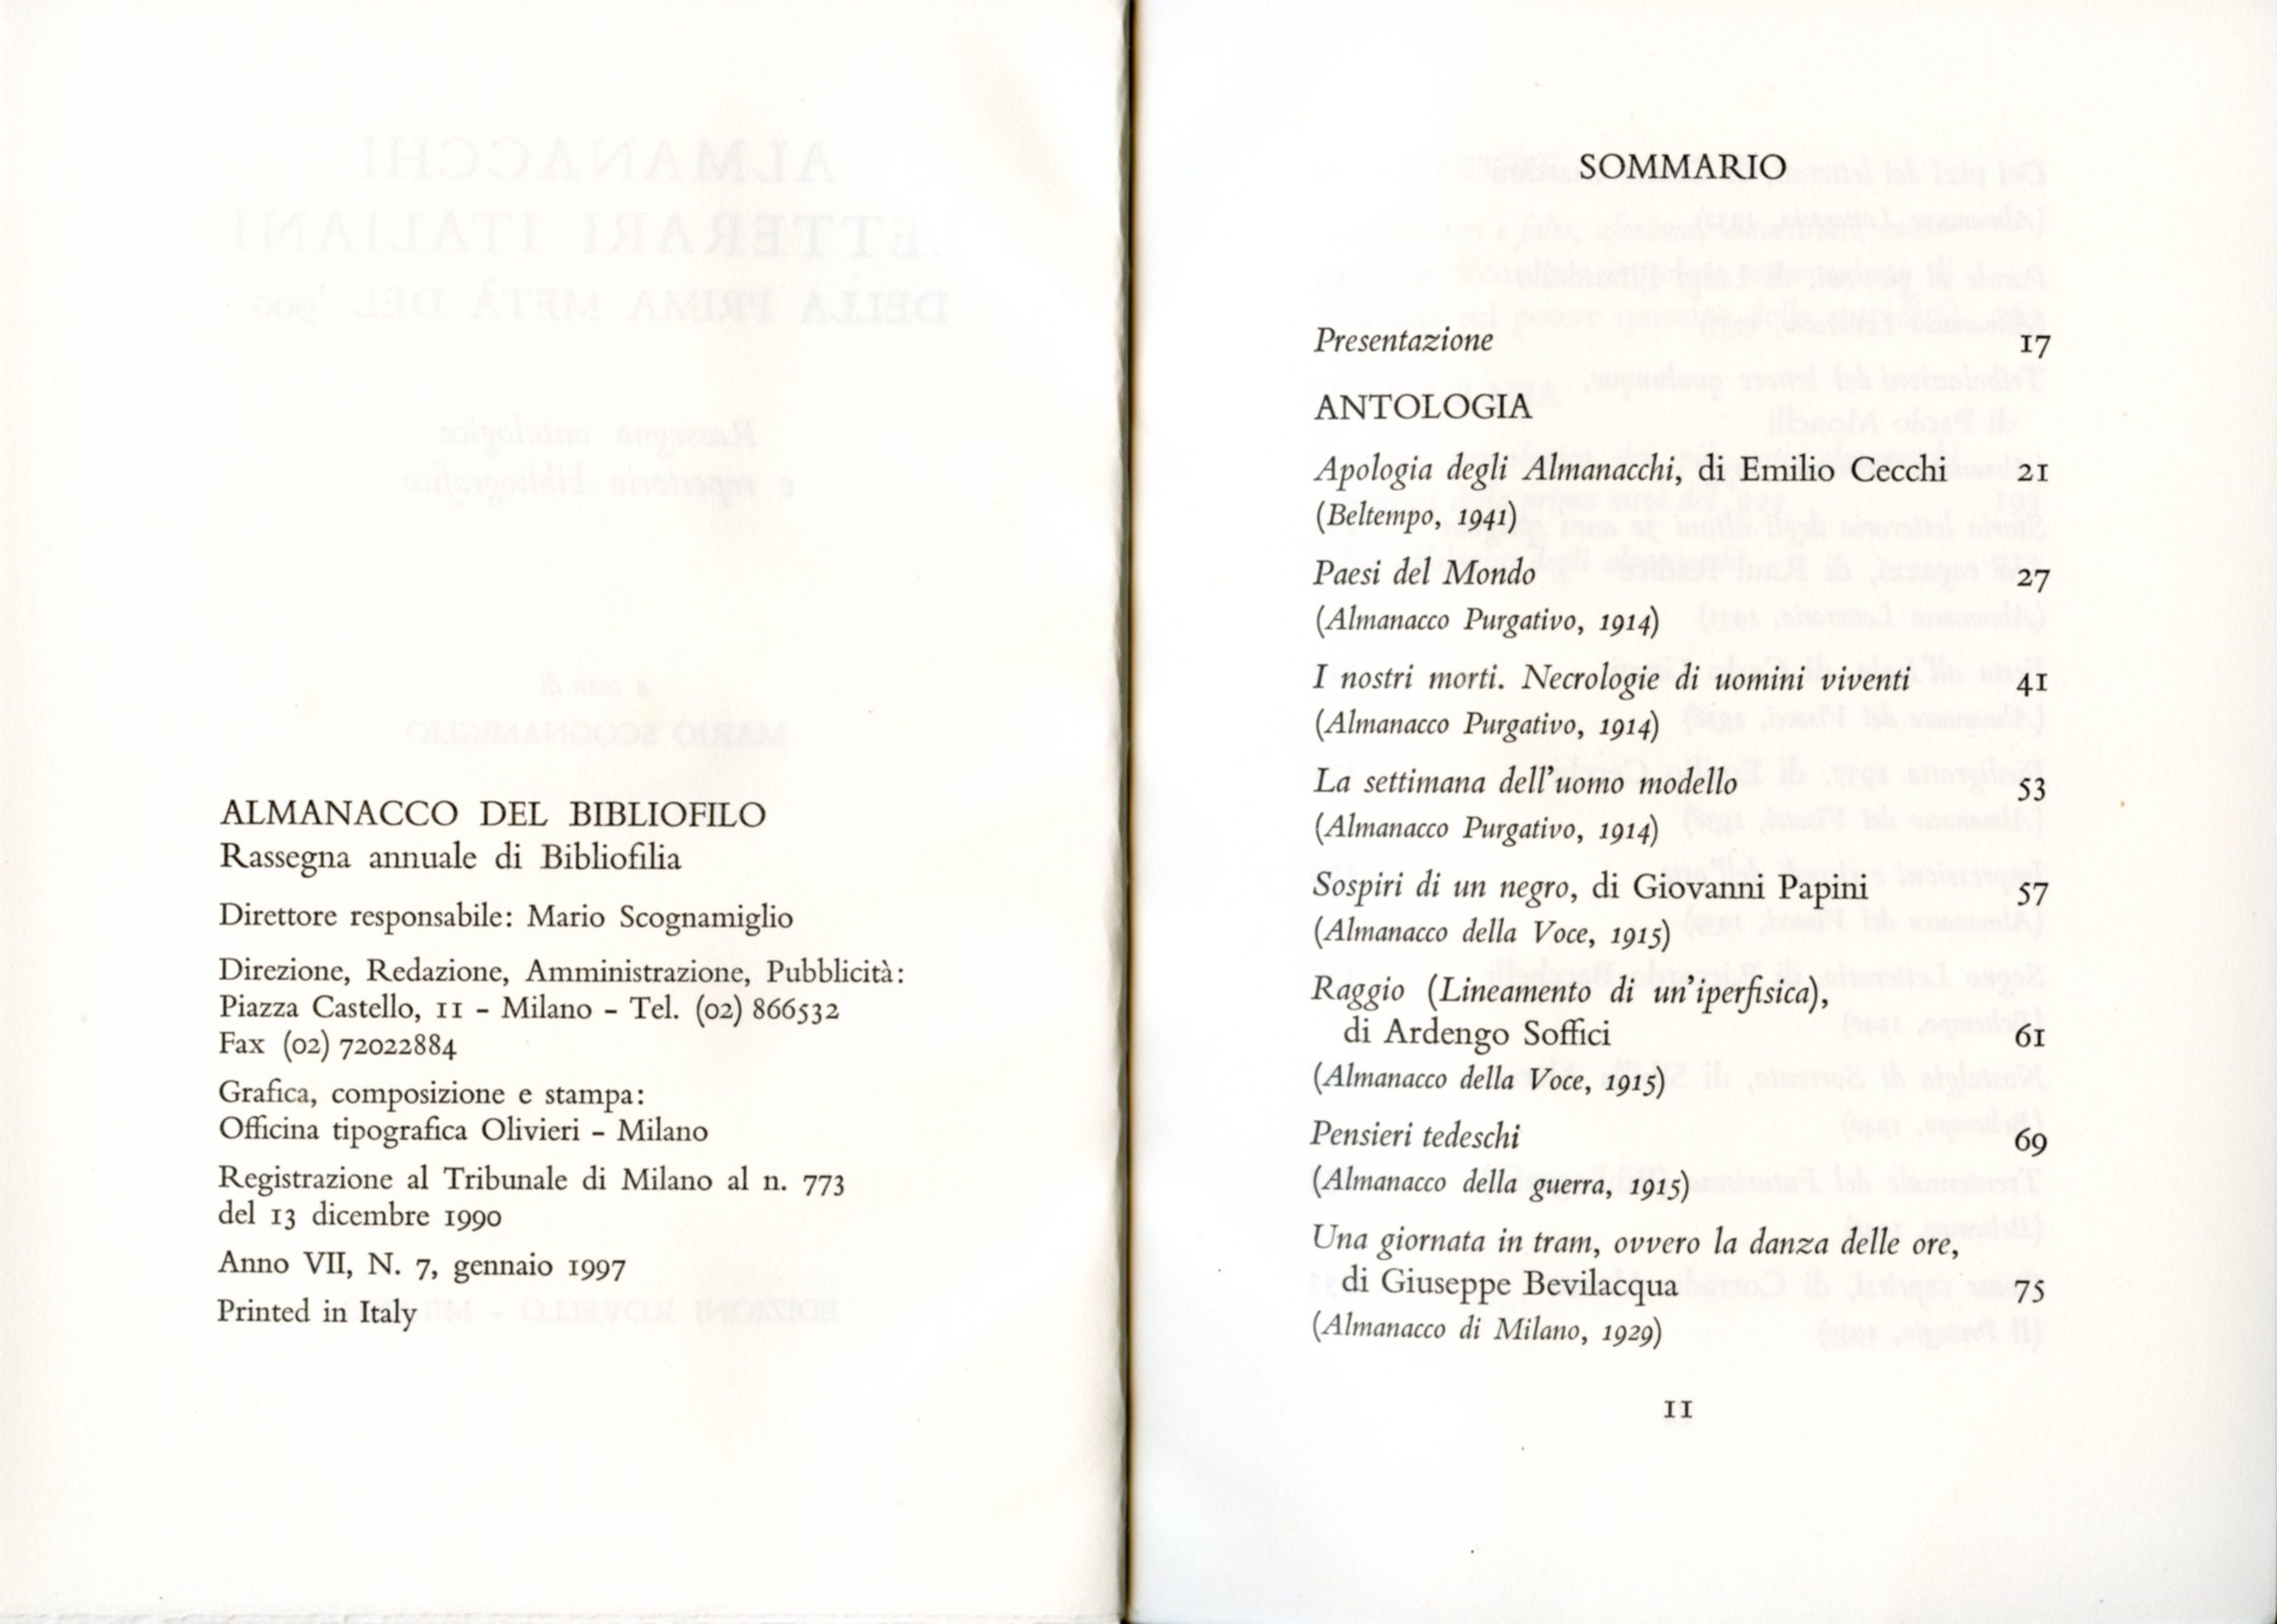 ALMANACCO DEL BIBLIOFILO
Rassegna annuale di Bibliofilia
Direttore responsabile: Mario Scognamiglio
Direzione, Redazione, Amministrazione, Pubblicità:
Piazza Castello, 11 – Milano – Tel. (02) 866532
Fax (02) 72022884
Grafica, composizione e stampa:
Officina tipografica Olivieri – Milano
Registrazione al Tribunale di Milano al n. 773
del 13 dicembre 1990
Anno VII, N. 7, gennaio 1997
Printed in Italy
SOMMARIO
Presentazione 17
ANTOLOGIA
Apologia degli Almanacchi, di Emilio Cecchi 21
(Beltempo, 1941)
Paesi del Mondo 27
(Almanacco Purgativo, 1914)
I nostri morti. Necrologie di uomini viventi 41
(Almanacco Purgativo, 1914)
La settimana dell'uomo modello 53
(Almanacco Purgativo, 1914)
Sospiri di un negro, di Giovanni Papini 57
(Almanacco della Voce, 1915)
Raggio (Lineamento di un'iperfisica),
di Ardengo Soffici 61
(Almanacco della Voce, 1915)
Pensieri tedeschi 69
(Almanacco della guerra, 1915)
Una giornata in tram, ovvero la danza delle ore,
di Giuseppe Bevilacqua 75
(Almanacco di Milano, 1929)
11